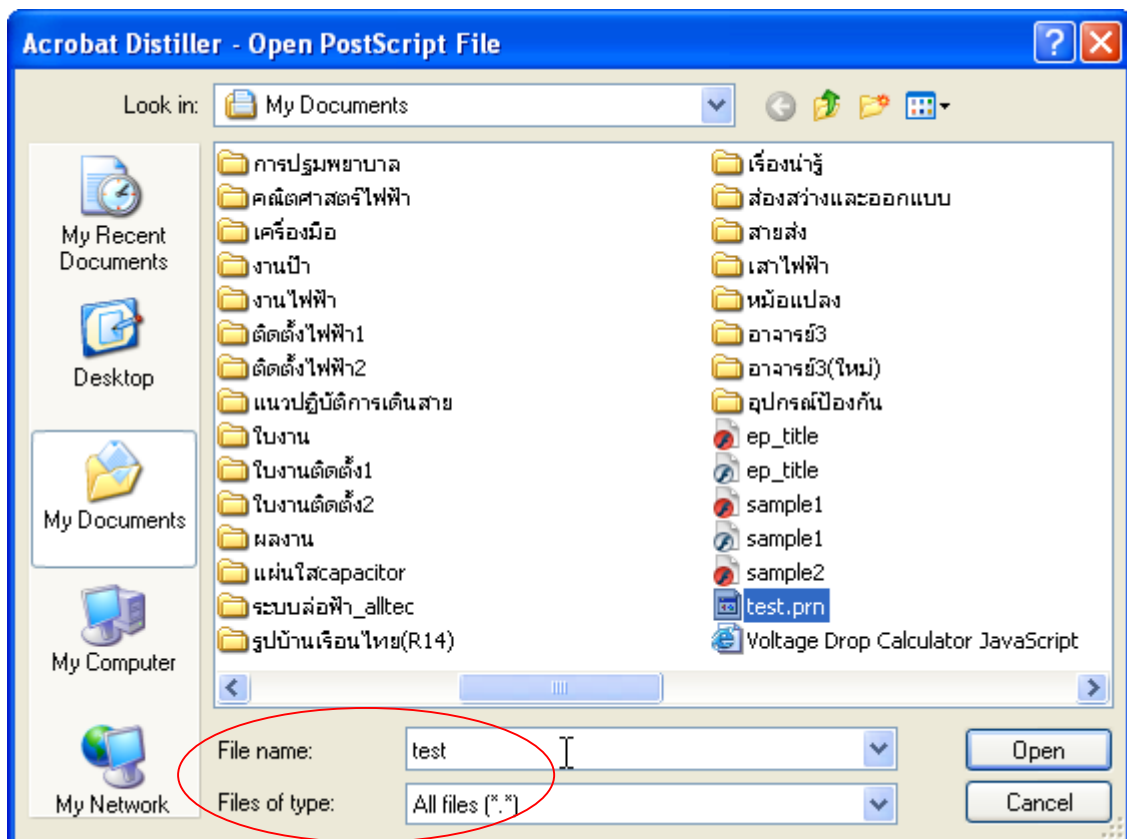 Acrobat Distiller - Open PostScript File
Look in: My Documents
My Recent Documents
Desktop
My Documents
My Computer
My Network
การปฐมพยาบาล
คณิตศาสตร์ไฟฟ้า
เครื่องมือ
งานป้า
งานไฟฟ้า
ติดตั้งไฟฟ้า1
ติดตั้งไฟฟ้า2
แนวปฏิบัติการเดินสาย
ใบงาน
ใบงานติดตั้ง1
ใบงานติดตั้ง2
ผลงาน
แผ่นใสcapacitor
ระบบล่อฟ้า_alltec
รูปบ้านเรือนไทย(R14)
เรื่องน่ารู้
ส่องสว่างและออกแบบ
สายส่ง
เสาไฟฟ้า
หม้อแปลง
อาจารย์3
อาจารย์3(ใหม่)
อุปกรณ์ป้องกัน
ep_title
ep_title
sample1
sample1
sample2
test.prn
Voltage Drop Calculator JavaScript
File name: test
Open
Files of type: All files (*.*)
Cancel